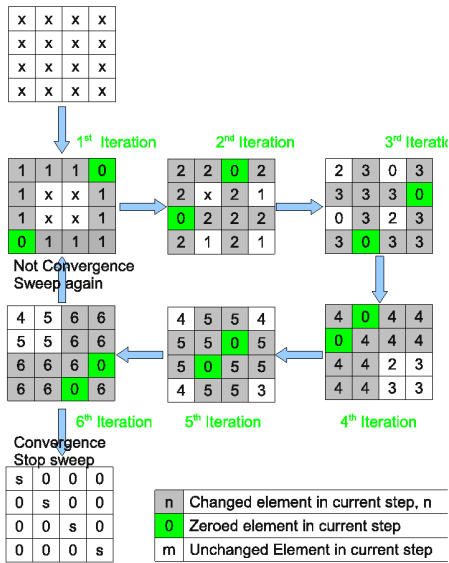 x x x x
x x x x
x x x x
x x x x
1st Iteration
2nd Iteration
3rd Iteratio
1 1 1 0
1 x x 1
1 x x 1
0 1 1 1
2 2 0 2
2 x 2 1
0 2 2 2
2 1 2 1
2 3 0 3
3 3 3 0
0 3 2 3
3 0 3 3
Not Convergence
Sweep again
4 5 6 6
5 5 6 6
6 6 6 0
6 6 0 6
4 5 5 4
5 5 0 5
5 0 5 5
4 5 5 3
4 0 4 4
0 4 4 4
4 4 2 3
4 4 3 3
6th Iteration
5th Iteration
4th Iteration
Convergence
Stop sweep
s 0 0 0
0 s 0 0
0 0 s 0
0 0 0 s
n Changed element in current step, n
0 Zeroed element in current step
m Unchanged Element in current step